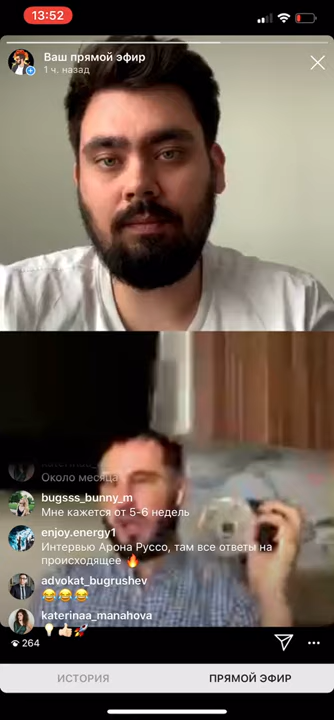 13:52
Ваш прямой эфир
1 ч. назад
Около месяца
bugsss_bunny_m
Мне кажется от 5-6 недель
enjoy.energy1
Интервью Арона Руссо, там все ответы на
происходящее 🔥
advokat_bugrushev
😂😂😂
katerinaa_manahova
💡👍🏻🚀
264
ИСТОРИЯ
ПРЯМОЙ ЭФИР